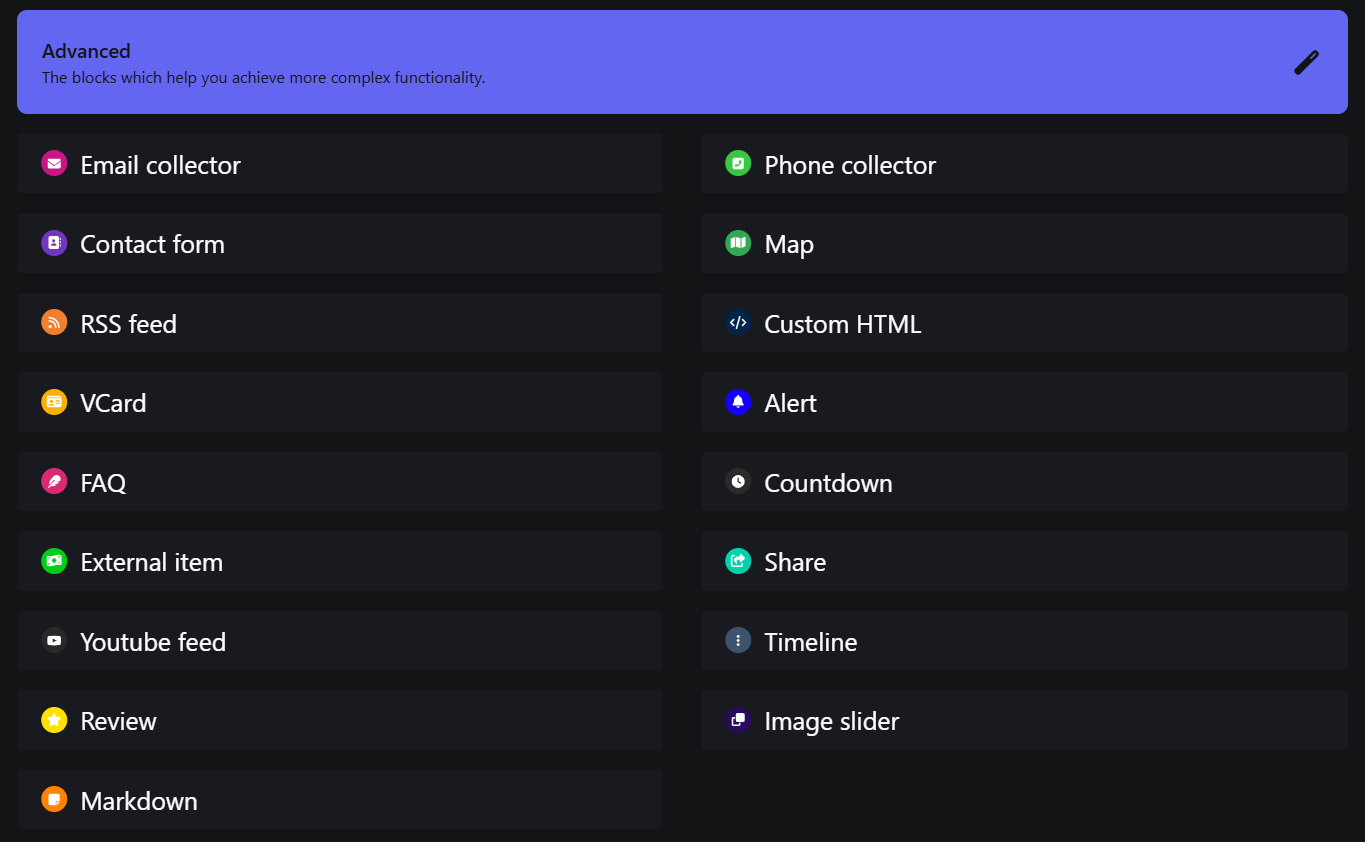 Advanced
The blocks which help you achieve more complex functionality.
Email collector
Phone collector
Contact form
Map
RSS feed
Custom HTML
VCard
Alert
FAQ
Countdown
External item
Share
Youtube feed
Timeline
Review
Image slider
Markdown